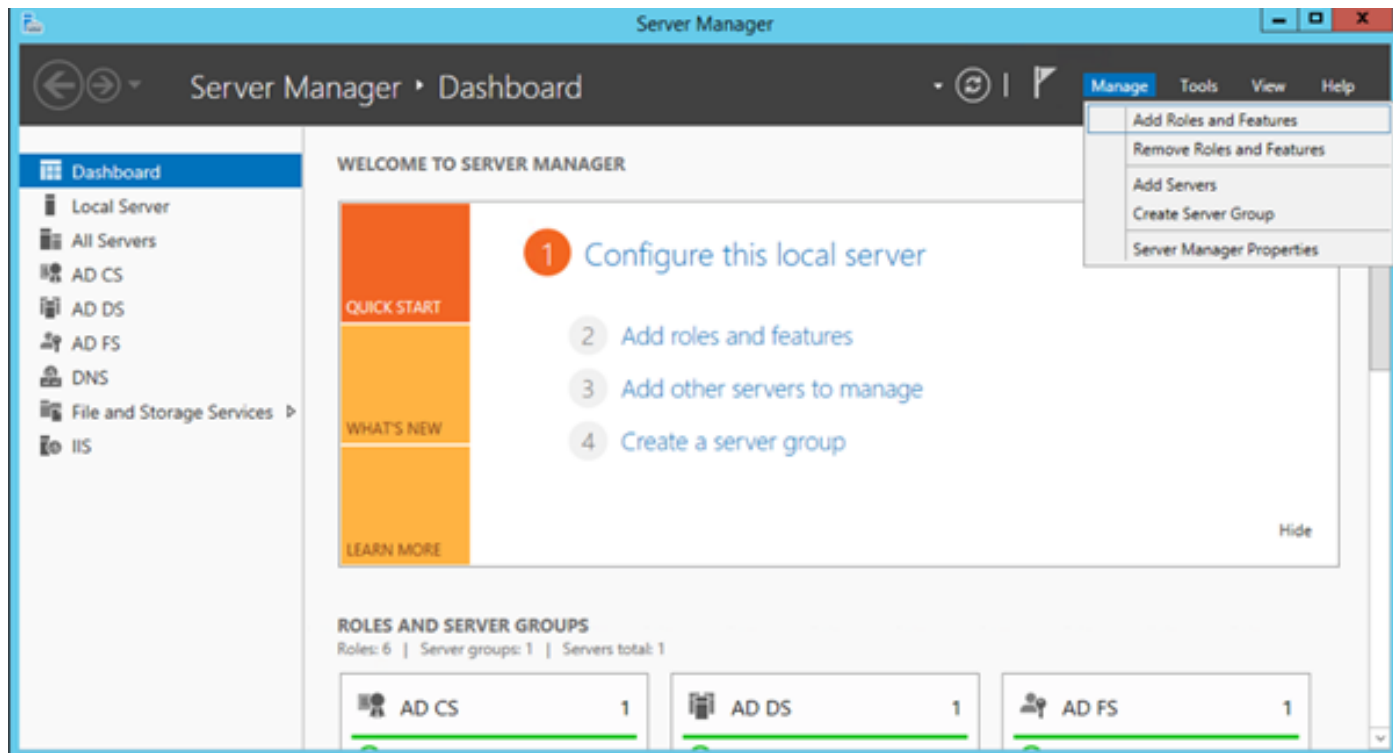 Server Manager
Server Manager ‣ Dashboard
Manage Tools View Help
Add Roles and Features
Remove Roles and Features
Add Servers
Create Server Group
Server Manager Properties
Dashboard
Local Server
All Servers
AD CS
AD DS
AD FS
DNS
File and Storage Services
IIS
WELCOME TO SERVER MANAGER
QUICK START
WHAT'S NEW
LEARN MORE
1 Configure this local server
2 Add roles and features
3 Add other servers to manage
4 Create a server group
Hide
ROLES AND SERVER GROUPS
Roles: 6 | Server groups: 1 | Servers total: 1
AD CS 1
AD DS 1
AD FS 1